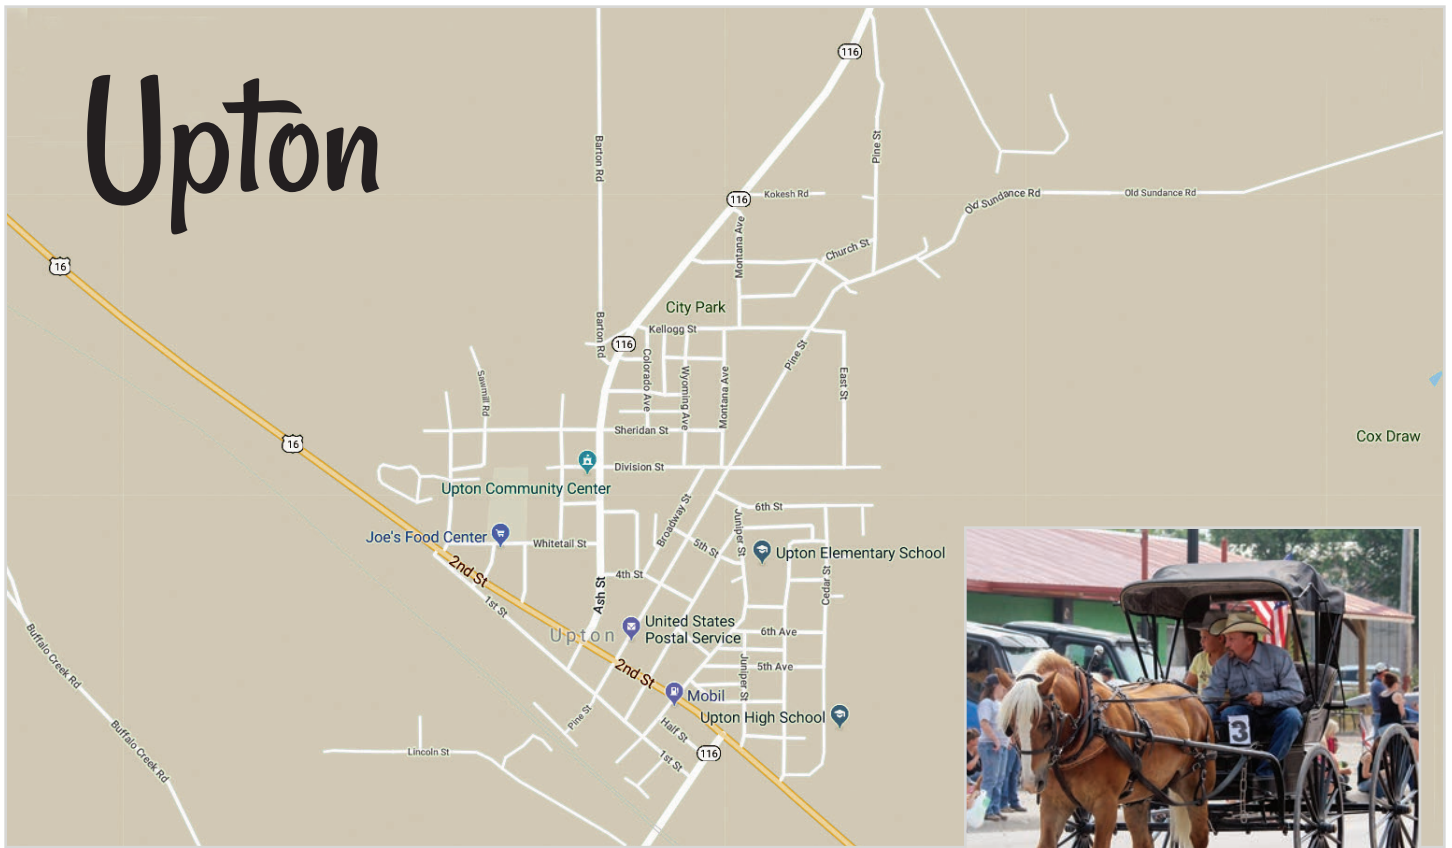 Upton
116
Barton Rd
Pine St
116
Kokesh Rd
Old Sundance Rd
Old Sundance Rd
Montana Ave
Church St
16
City Park
Barton Rd
116
Kellogg St
Colorado Ave
Wyoming Ave
Montana Ave
Pine St
East St
Sawmill Rd
Sheridan St
Cox Draw
16
Division St
Upton Community Center
Broadway St
6th St
Juniper St
Joe's Food Center
Whitetail St
5th St
Upton Elementary School
2nd St
4th St
Ash St
Cedar St
1st St
United States
Postal Service
Upton
6th Ave
Buffalo Creek Rd
2nd St
5th Ave
Juniper St
Mobil
Pine St
Half St
Upton High School
Lincoln St
1st St
116
Buffalo Creek Rd
3